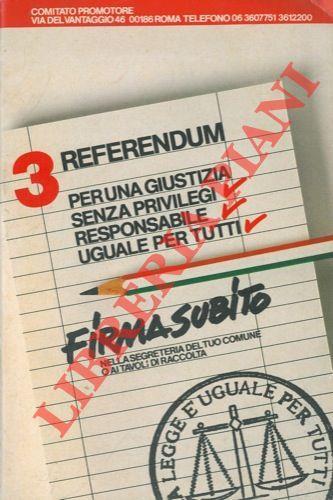 COMITATO PROMOTORE
VIA DEL VANTAGGIO 46 00186 ROMA TELEFONO 06 3607751 3612200
3 REFERENDUM
PER UNA GIUSTIZIA
SENZA PRIVILEGI
RESPONSABILE
UGUALE PER TUTTI
FIRMA SUBITO
NELLA SEGRETERIA DEL TUO COMUNE
O AI TAVOLI DI RACCOLTA
LA LEGGE È UGUALE PER TUTTI
LIBRERIA PIANI